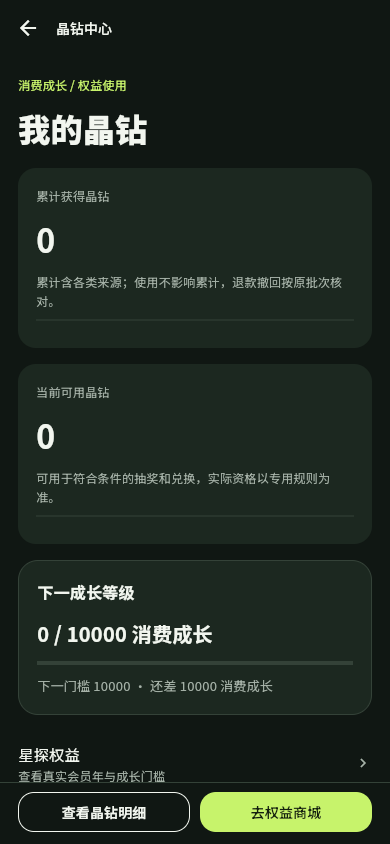 晶钻中心
消费成长 / 权益使用
我的晶钻
累计获得晶钻
0
累计含各类来源；使用不影响累计，退款撤回按原批次核
对。
当前可用晶钻
0
可用于符合条件的抽奖和兑换，实际资格以专用规则为
准。
下一成长等级
0 / 10000 消费成长
下一门槛 10000 · 还差 10000 消费成长
星探权益
查看真实会员年与成长门槛
查看晶钻明细
去权益商城